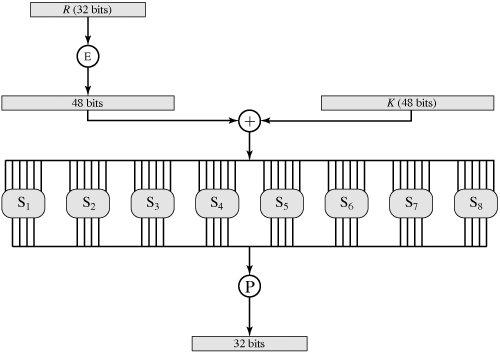 R (32 bits)
E
48 bits
K (48 bits)
+
S1 S2 S3 S4 S5 S6 S7 S8
P
32 bits